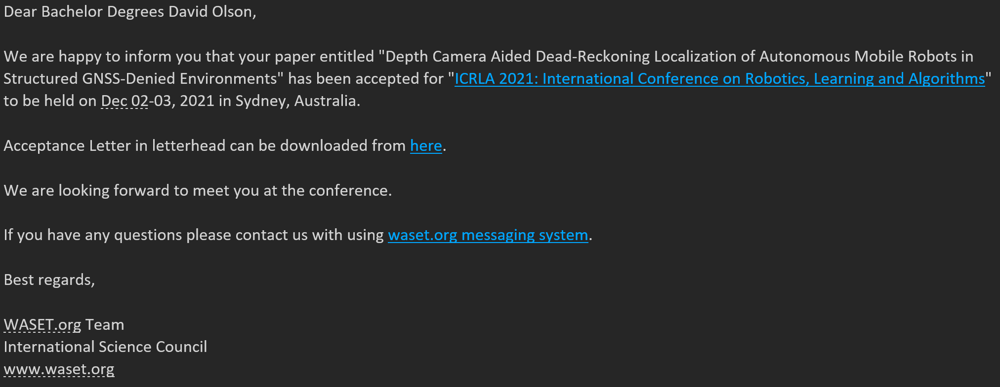 Dear Bachelor Degrees David Olson,
We are happy to inform you that your paper entitled "Depth Camera Aided Dead-Reckoning Localization of Autonomous Mobile Robots in
Structured GNSS-Denied Environments" has been accepted for "ICRLA 2021: International Conference on Robotics, Learning and Algorithms"
to be held on Dec 02-03, 2021 in Sydney, Australia.
Acceptance Letter in letterhead can be downloaded from here.
We are looking forward to meet you at the conference.
If you have any questions please contact us with using waset.org messaging system.
Best regards,
WASET.org Team
International Science Council
www.waset.org